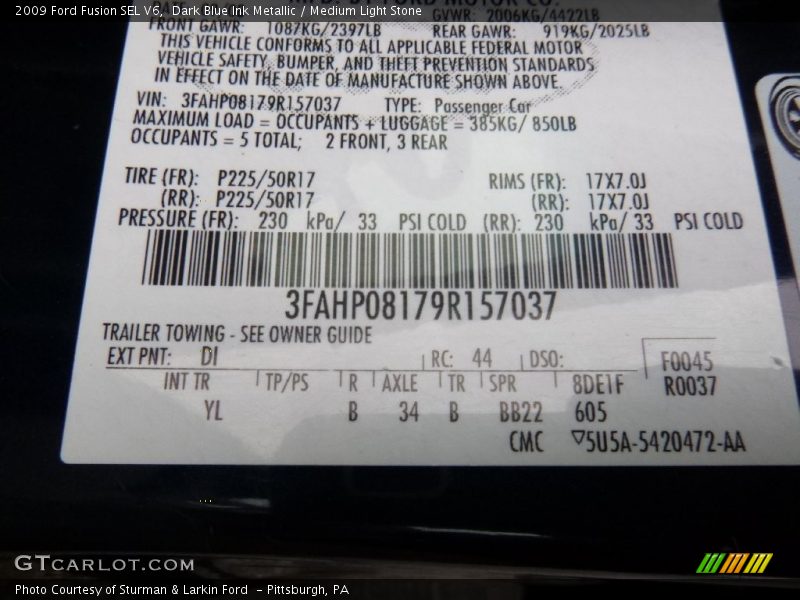 2009 Ford Fusion SEL V6, Dark Blue Ink Metallic / Medium Light Stone
GVWR: 2006KG/4422LB
FRONT GAWR: 1087KG/2397LB REAR GAWR: 919KG/2025LB
THIS VEHICLE CONFORMS TO ALL APPLICABLE FEDERAL MOTOR
VEHICLE SAFETY, BUMPER, AND THEFT PREVENTION STANDARDS
IN EFFECT ON THE DATE OF MANUFACTURE SHOWN ABOVE.
VIN: 3FAHP08179R157037 TYPE: Passenger Car
MAXIMUM LOAD = OCCUPANTS + LUGGAGE = 385KG/ 850LB
OCCUPANTS = 5 TOTAL; 2 FRONT, 3 REAR
TIRE (FR): P225/50R17 RIMS (FR): 17X7.0J
(RR): P225/50R17 (RR): 17X7.0J
PRESSURE (FR): 230 kPa/ 33 PSI COLD (RR): 230 kPa/ 33 PSI COLD
3FAHP08179R157037
TRAILER TOWING - SEE OWNER GUIDE
EXT PNT: DI RC: 44 DSO: F0045
INT TR TP/PS R AXLE TR SPR 8DE1F R0037
YL B 34 B BB22 605
CMC ▽5U5A-5420472-AA
GTCARLOT.COM
Photo Courtesy of Sturman & Larkin Ford - Pittsburgh, PA